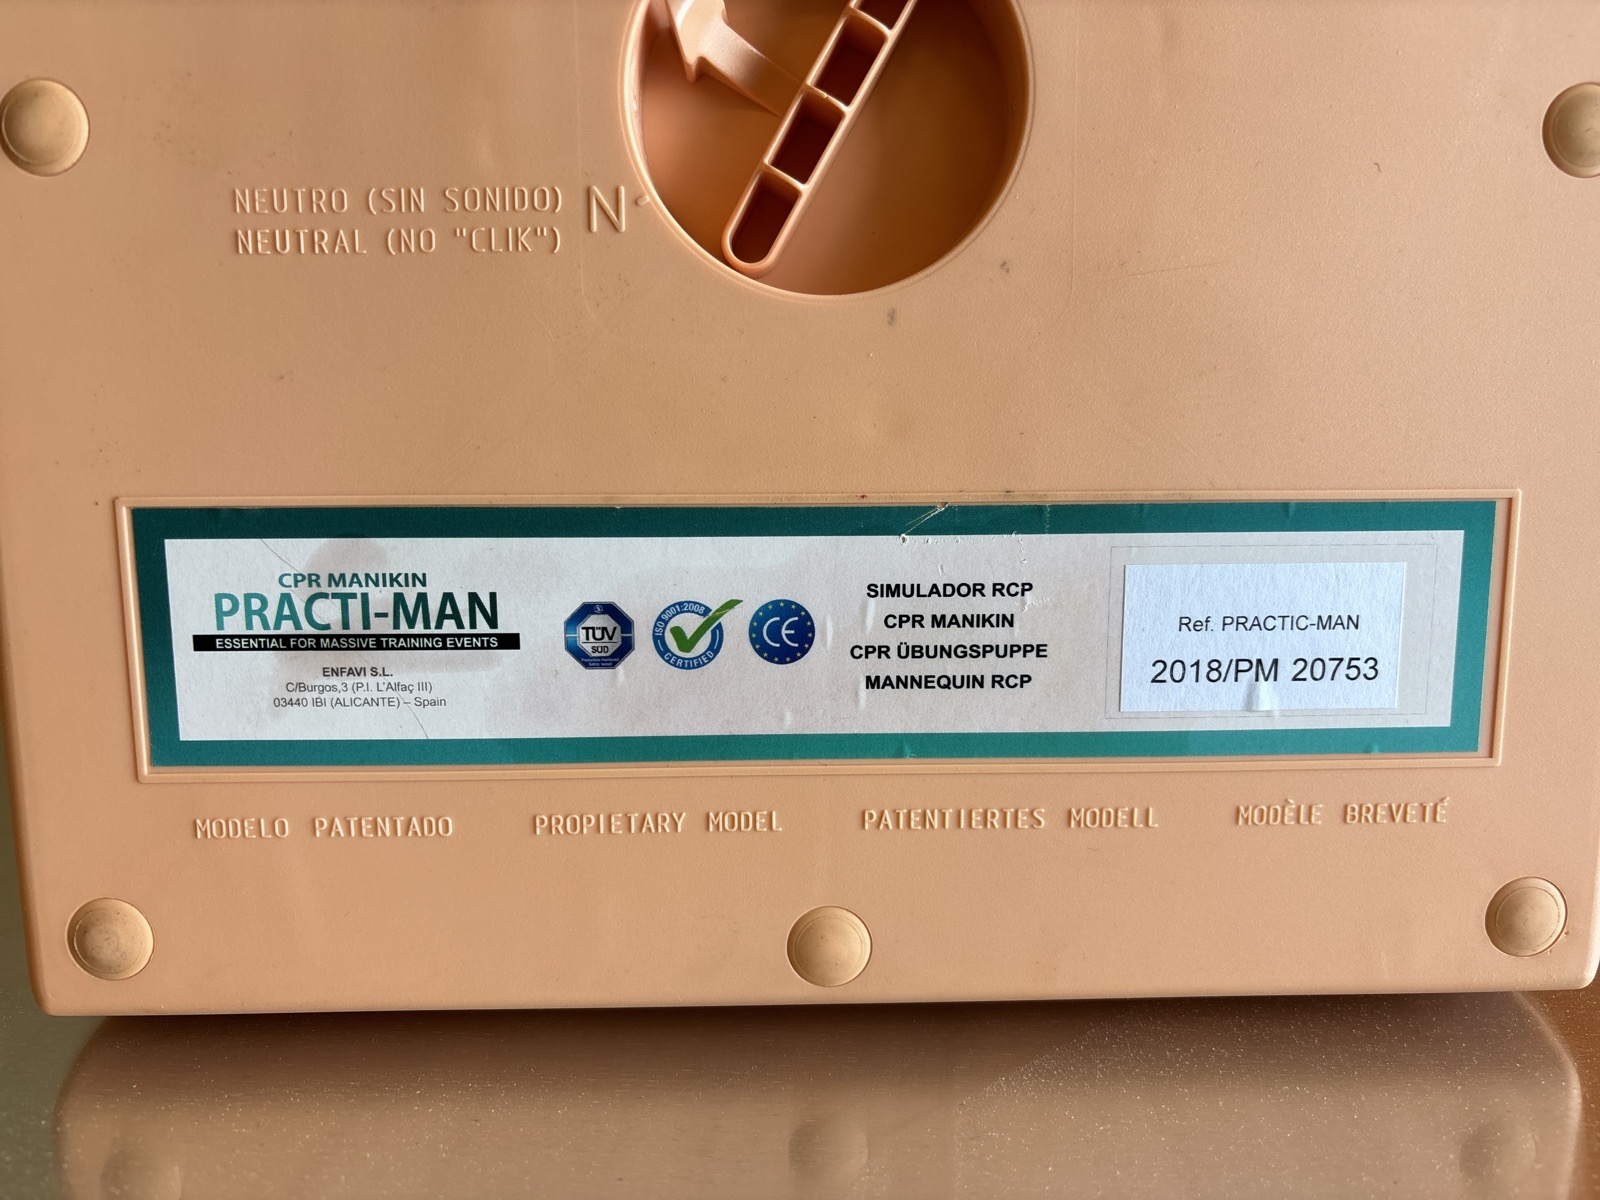 NEUTRO (SIN SONIDO)
NEUTRAL (NO "CLIK")
N
CPR MANIKIN
PRACTI-MAN
ESSENTIAL FOR MASSIVE TRAINING EVENTS
ENFAVI S.L.
C/Burgos,3 (P.I. L'Alfaç III)
03440 IBI (ALICANTE) – Spain
TÜV
SÜD
ISO 9001:2008
CERTIFIED
CE
SIMULADOR RCP
CPR MANIKIN
CPR ÜBUNGSPUPPE
MANNEQUIN RCP
Ref. PRACTIC-MAN
2018/PM 20753
MODELO PATENTADO
PROPIETARY MODEL
PATENTIERTES MODELL
MODÈLE BREVETÉ